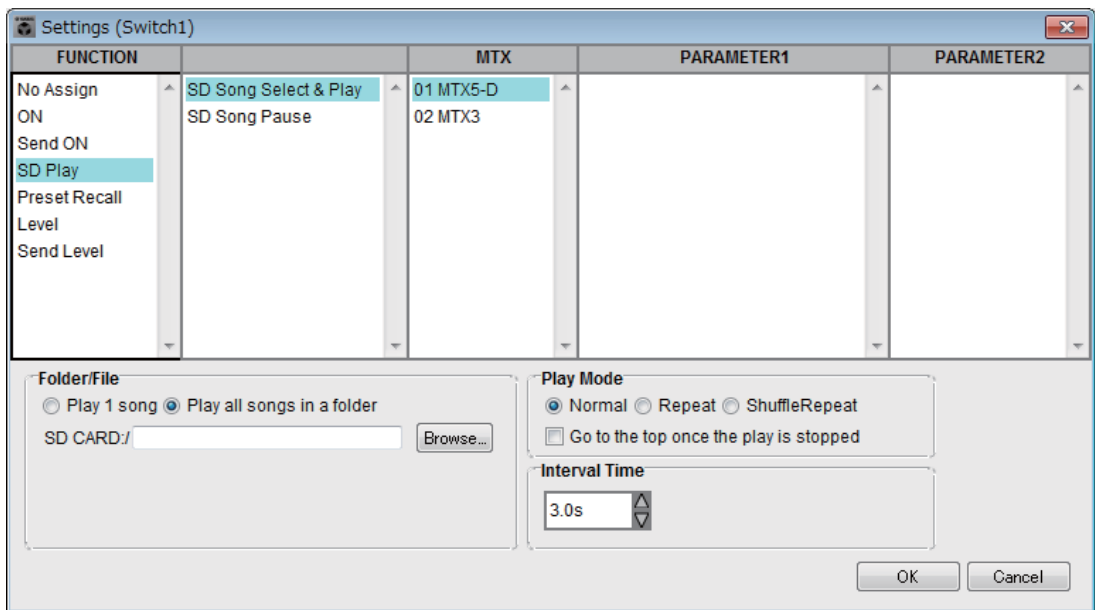 Settings (Switch1)
FUNCTION MTX PARAMETER1 PARAMETER2
No Assign SD Song Select & Play 01 MTX5-D
ON SD Song Pause 02 MTX3
Send ON
SD Play
Preset Recall
Level
Send Level
Folder/File Play Mode
Play 1 song Play all songs in a folder Normal Repeat ShuffleRepeat
SD CARD:/ Browse... Go to the top once the play is stopped
Interval Time
3.0s
OK Cancel